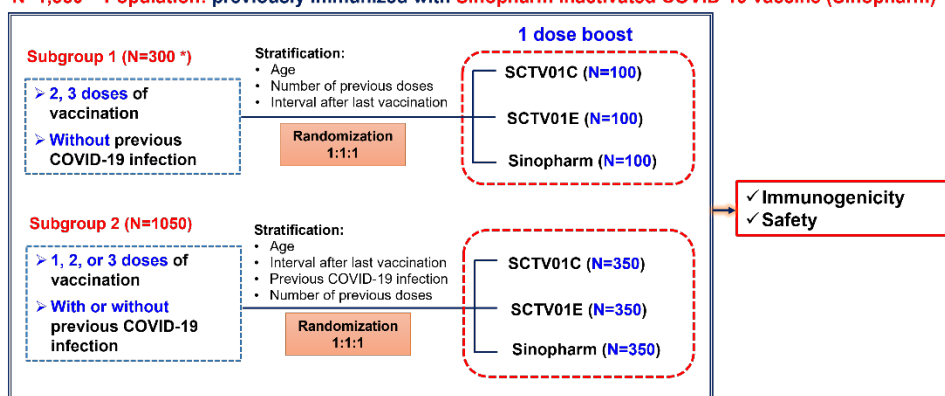 Population: previously immunized with Sinopharm inactivated COVID-19 vaccine (Sinopharm)
1 dose boost
Subgroup 1 (N=300 *)
➢ 2, 3 doses of
vaccination
➢ Without previous
COVID-19 infection
Stratification:
• Age
• Number of previous doses
• Interval after last vaccination
Randomization
1:1:1
SCTV01C (N=100)
SCTV01E (N=100)
Sinopharm (N=100)
Subgroup 2 (N=1050)
➢ 1, 2, or 3 doses of
vaccination
➢ With or without
previous COVID-19
infection
Stratification:
• Age
• Interval after last vaccination
• Previous COVID-19 infection
• Number of previous doses
Randomization
1:1:1
SCTV01C (N=350)
SCTV01E (N=350)
Sinopharm (N=350)
✓ Immunogenicity
✓ Safety